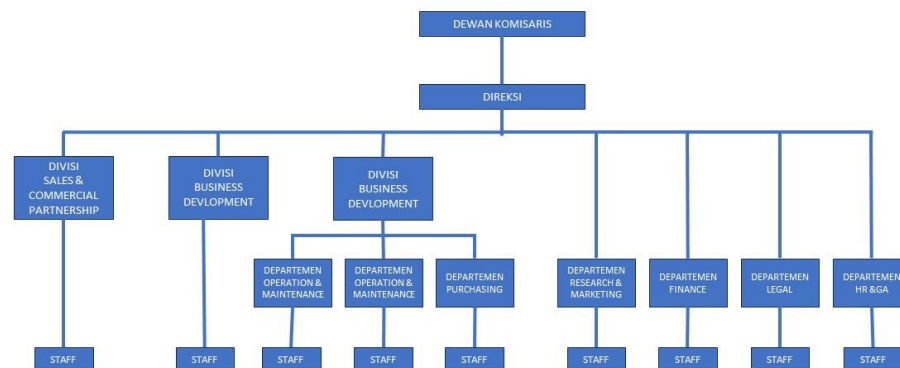 DEWAN KOMISARIS
DIREKSI
DIVISI
SALES &
COMMERCIAL
PARTNERSHIP
DIVISI
BUSINESS
DEVLOPMENT
DIVISI
BUSINESS
DEVLOPMENT
DEPARTEMEN
OPERATION &
MAINTENANCE
DEPARTEMEN
OPERATION &
MAINTENANCE
DEPARTEMEN
PURCHASING
DEPARTEMEN
RESEARCH &
MARKETING
DEPARTEMEN
FINANCE
DEPARTEMEN
LEGAL
DEPARTEMEN
HR &GA
STAFF
STAFF
STAFF
STAFF
STAFF
STAFF
STAFF
STAFF
STAFF